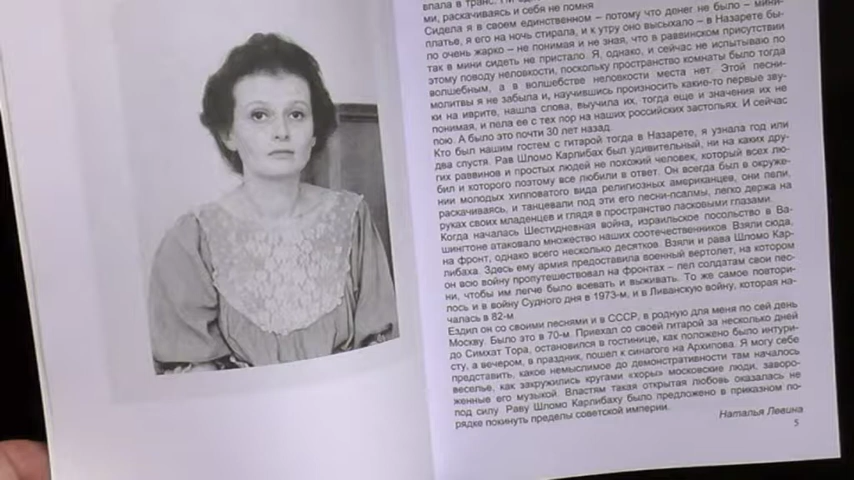 впала в транс.
ми, раскачиваясь и себя не помня
Сидела я в своем единственном – потому что денег не было – мини-
платье, я его на ночь стирала, и к утру оно высыхало – в Назарете бы-
ло очень жарко – не понимая и не зная, что в раввинском присутствии
так в мини сидеть не пристало. Я, однако, и сейчас не испытываю по
этому поводу неловкости, поскольку пространство комнаты было тогда
волшебным, а в волшебстве неловкости места нет. Этой песни-
молитвы я не забыла и, научившись произносить какие-то первые зву-
ки на иврите, нашла слова, выучила их, тогда еще и значения их не
понимая, и пела ее с тех пор на наших российских застольях. И сейчас
пою. А было это почти 30 лет назад.
Кто был нашим гостем с гитарой тогда в Назарете, я узнала год или
два спустя. Рав Шломо Карлибах был удивительный, ни на каких дру-
гих раввинов и простых людей не похожий человек, который всех лю-
бил и которого поэтому все любили в ответ. Он всегда был в окруже-
нии молодых хипповатого вида религиозных американцев, они пели,
раскачиваясь, и танцевали под эти его песни-псалмы, легко держа на
руках своих младенцев и глядя в пространство ласковыми глазами.
Когда началась Шестидневная война, израильское посольство в Ва-
шингтоне атаковало множество наших соотечественников Взяли сюда,
на фронт, однако всего несколько десятков. Взяли и рава Шломо Кар-
либаха. Здесь ему армия предоставила военный вертолет, на котором
он всю войну пропутешествовал на фронтах – пел солдатам свои пес-
ни, чтобы им легче было воевать и выживать. То же самое повтори-
лось и в войну Судного дня в 1973-м, и в Ливанскую войну, которая на-
чалась в 82-м.
Ездил он со своими песнями и в СССР, в родную для меня по сей день
Москву. Было это в 70-м. Приехал со своей гитарой за несколько дней
до Симхат Тора, остановился в гостинице, как положено было интури-
сту, а вечером, в праздник, пошел к синагоге на Архипова. Я могу себе
представить, какое немыслимое до демонстративности там началось
веселье, как закружились кругами «хоры» московские люди, заворо-
женные его музыкой. Властям такая открытая любовь оказалась не
под силу. Раву Шломо Карлибаху было предложено в приказном по-
рядке покинуть пределы советской империи.
Наталья Левина
5